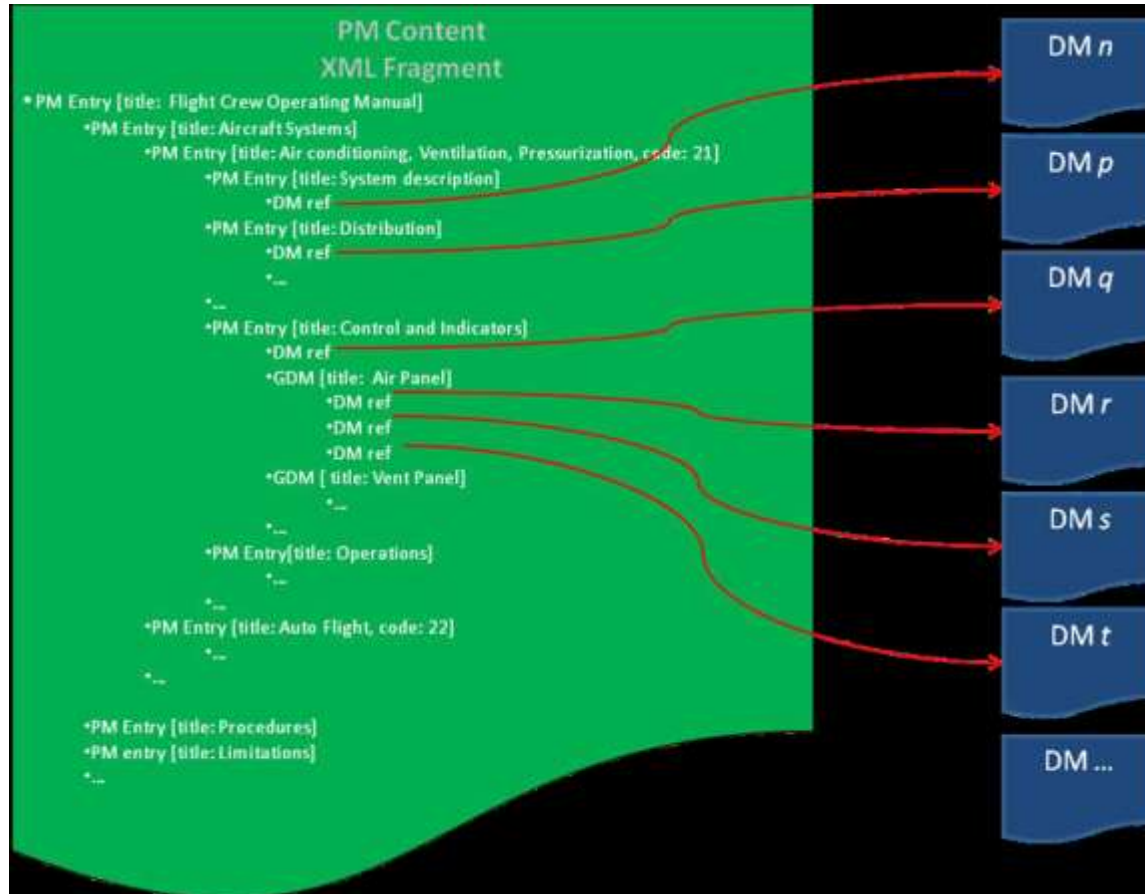 PM Content
XML Fragment
•PM Entry [title: Flight Crew Operating Manual]
•PM Entry [title: Aircraft Systems]
•PM Entry [title: Air conditioning, Ventilation, Pressurization, code: 21]
•PM Entry [title: System description]
•DM ref
•PM Entry [title: Distribution]
•DM ref
•...
•...
•PM Entry [title: Control and Indicators]
•DM ref
•GDM [title: Air Panel]
•DM ref
•DM ref
•DM ref
•GDM [ title: Vent Panel]
•...
•...
•PM Entry[title: Operations]
•...
•...
•PM Entry [title: Auto Flight, code: 22]
•...
•...
•PM Entry [title: Procedures]
•PM entry [title: Limitations]
•...
DM n
DM p
DM q
DM r
DM s
DM t
DM ...